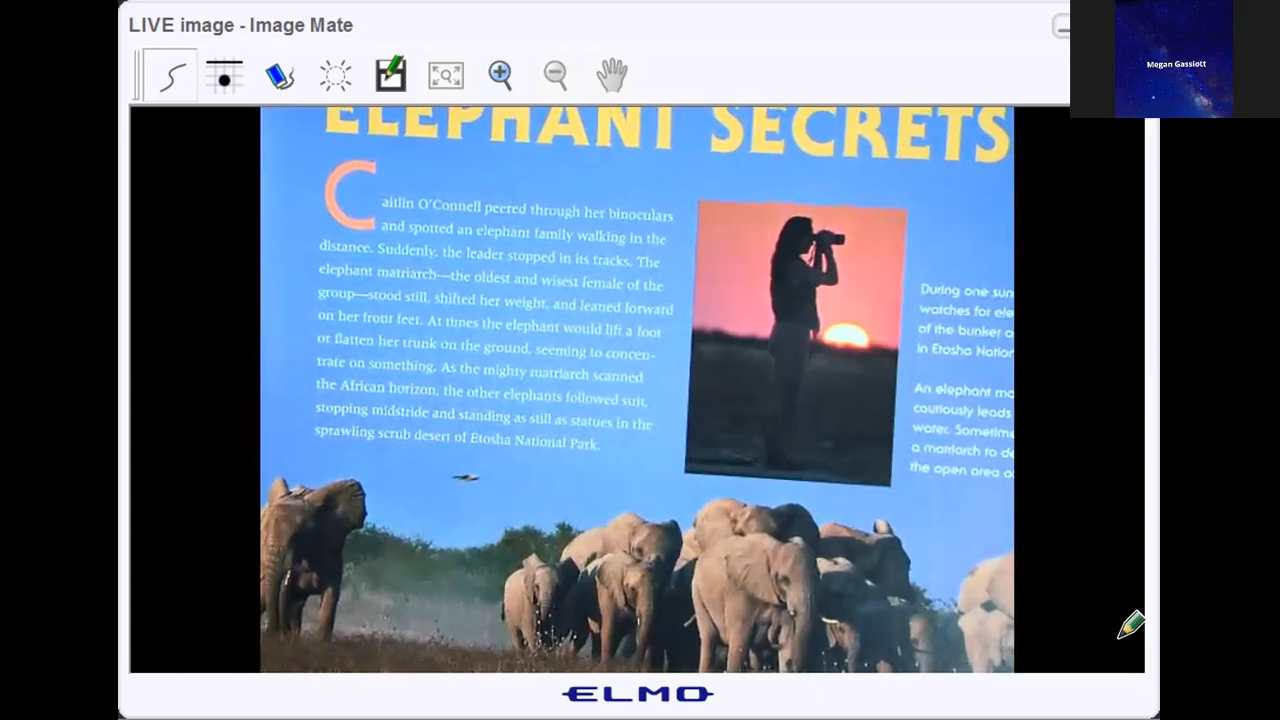 LIVE image - Image Mate
Megan Gassiott
ELEPHANT SECRETS
Caitlin O'Connell peered through her binoculars
and spotted an elephant family walking in the
distance. Suddenly, the leader stopped in its tracks. The
elephant matriarch—the oldest and wisest female of the
group—stood still, shifted her weight, and leaned forward
on her front feet. At times the elephant would lift a foot
or flatten her trunk on the ground, seeming to concen-
trate on something. As the mighty matriarch scanned
the African horizon, the other elephants followed suit,
stopping midstride and standing as still as statues in the
sprawling scrub desert of Etosha National Park.
During one sun
watches for ele
of the bunker a
in Etosha Nation
An elephant ma
cautiously leads
water. Sometime
a matriarch to de
the open area a
ELMO